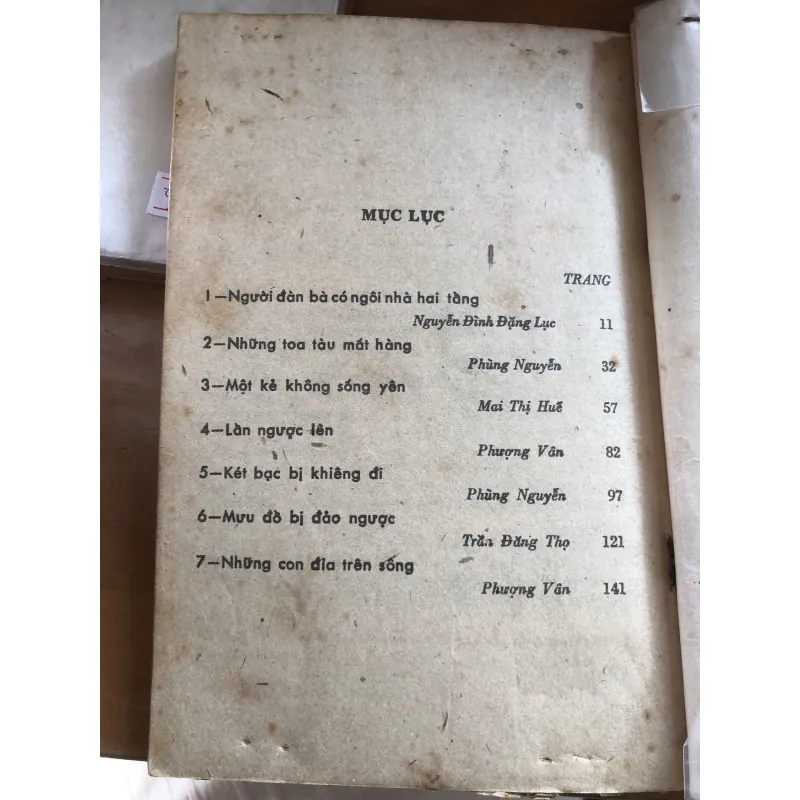 MỤC LỤC
TRANG
1—Người đàn bà có ngôi nhà hai tầng
Nguyễn Đình Đặng Lục 11
2—Những toa tàu mất hàng
Phùng Nguyễn 32
3—Một kẻ không sống yên
Mai Thị Huế 57
4—Lần ngược lên
Phượng Vân 82
5—Két bạc bị khiêng đi
Phùng Nguyễn 97
6—Mưu đồ bị đảo ngược
Trần Đăng Thọ 121
7—Những con đỉa trên sông
Phượng Vân 141